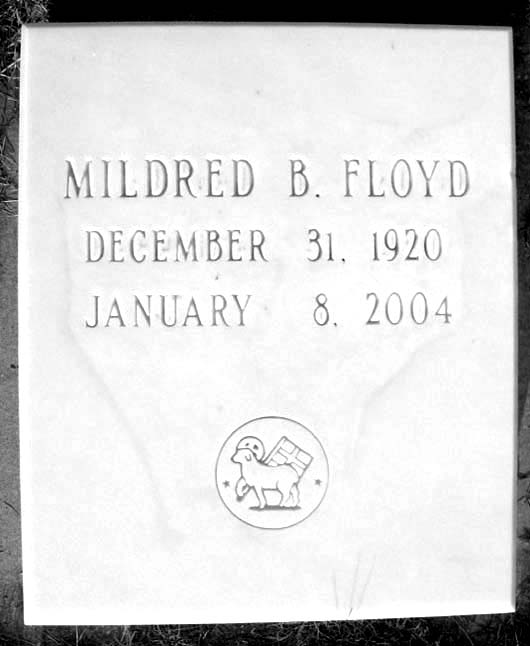 MILDRED B. FLOYD
DECEMBER 31, 1920
JANUARY 8, 2004